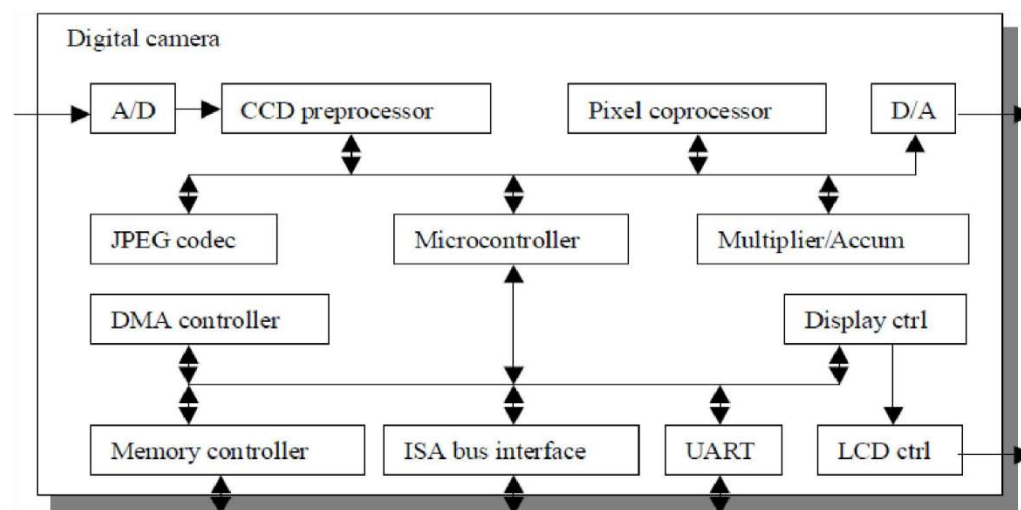 Digital camera
A/D
CCD preprocessor
Pixel coprocessor
D/A
JPEG codec
Microcontroller
Multiplier/Accum
DMA controller
Display ctrl
Memory controller
ISA bus interface
UART
LCD ctrl